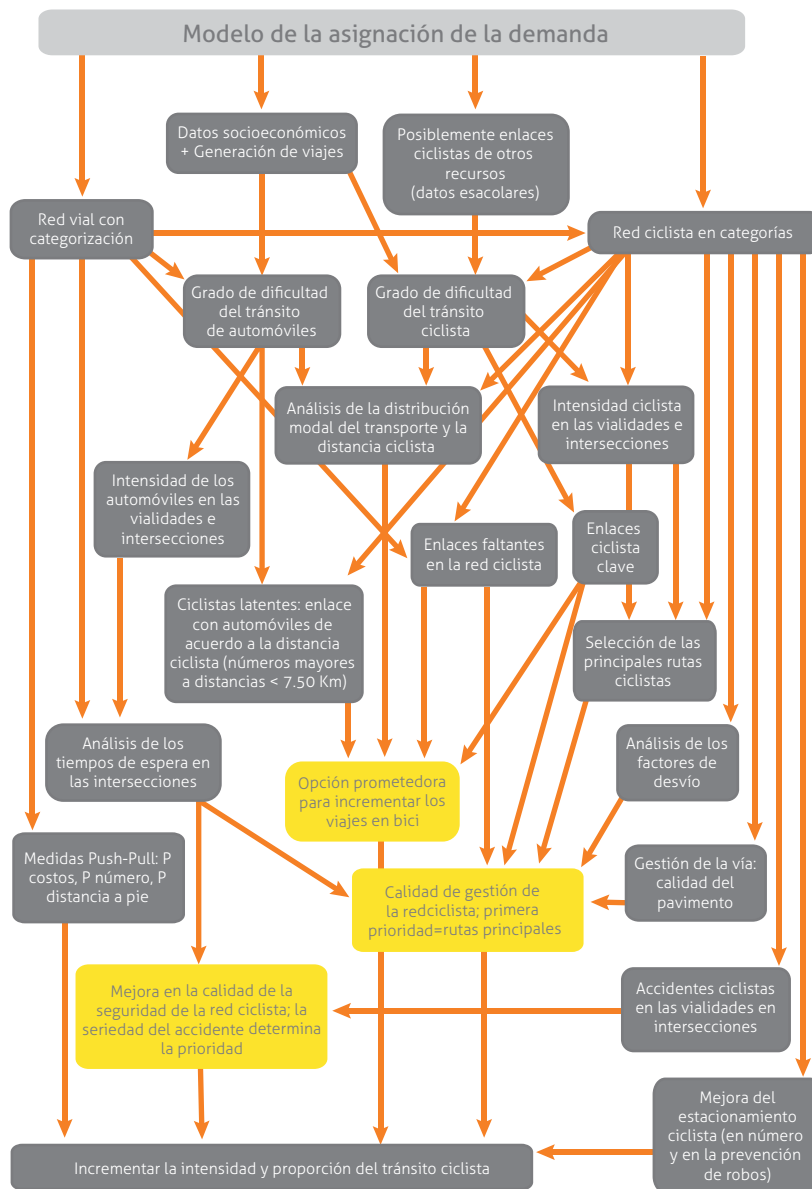 Modelo de la asignación de la demanda
Datos socioeconómicos
+ Generación de viajes
Posiblemente enlaces
ciclistas de otros
recursos
(datos esacolares)
Red vial con
categorización
Red ciclista en categorías
Grado de dificultad
del tránsito
de automóviles
Grado de dificultad
del tránsito
ciclista
Análisis de la distribución
modal del transporte y la
distancia ciclista
Intensidad ciclista
en las vialidades e
intersecciones
Intensidad de los
automóviles en las
vialidades e
intersecciones
Enlaces faltantes
en la red ciclista
Enlaces
ciclista
clave
Ciclistas latentes: enlace
con automóviles de
acuerdo a la distancia
ciclista (números mayores
a distancias < 7.50 Km)
Selección de las
principales rutas
ciclistas
Análisis de los
tiempos de espera en
las intersecciones
Análisis de los
factores de
desvío
Opción prometedora
para incrementar los
viajes en bici
Medidas Push-Pull: P
costos, P número, P
distancia a pie
Calidad de gestión de
la redciclista; primera
prioridad=rutas principales
Gestión de la vía:
calidad del
pavimento
Mejora en la calidad de la
seguridad de la red ciclista; la
seriedad del accidente determina
la prioridad
Accidentes ciclistas
en las vialidades en
intersecciones
Mejora del
estacionamiento
ciclista (en número
y en la prevención
de robos)
Incrementar la intensidad y proporción del tránsito ciclista